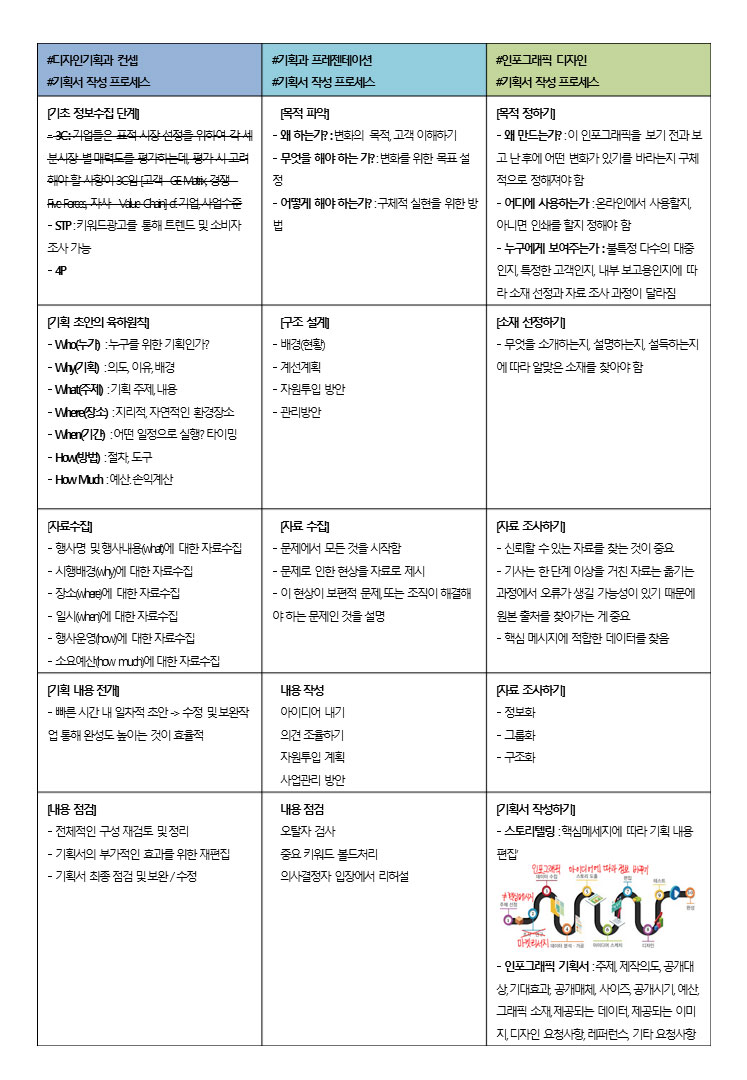 #디자인기획과 컨셉
#기획서 작성 프로세스
[기초 정보수집 단계]
- 3C : 기업들은 표적 시장 선정을 위하여 각 세
분시장 별 매력도를 평가하는데, 평가 시 고려
해야 할 사항이 3C임 [고객 - GE Matrix, 경쟁 -
Five Forces, 자사 - Value Chain] cf. 기업, 사업수준
- STP : 키워드광고를 통해 트렌드 및 소비자
조사 가능
- 4P
[기획 초안의 육하원칙]
- Who(누가) : 누구를 위한 기획인가?
- Why(기획) : 의도, 이유, 배경
- What(주제) : 기획 주제, 내용
- Where(장소) : 지리적, 자연적인 환경장소
- When(기간) : 어떤 일정으로 실행? 타이밍
- How(방법) : 절차, 도구
- How Much : 예산. 손익계산
[자료수집]
- 행사명 및 행사내용(what)에 대한 자료수집
- 시행배경(why)에 대한 자료수집
- 장소(where)에 대한 자료수집
- 일시(when)에 대한 자료수집
- 행사운영(how)에 대한 자료수집
- 소요예산(how much)에 대한 자료수집
[기획 내용 전개]
- 빠른 시간 내 일차적 초안 -> 수정 및 보완작
업 통해 완성도 높이는 것이 효율적
[내용 점검]
- 전체적인 구성 재검토 및 정리
- 기획서의 부가적인 효과를 위한 재편집
- 기획서 최종 점검 및 보완 / 수정
#기획과 프레젠테이션
#기획서 작성 프로세스
[목적 파악]
- 왜 하는가? : 변화의 목적, 고객 이해하기
- 무엇을 해야 하는 가? : 변화를 위한 목표 설
정
- 어떻게 해야 하는가? : 구체적 실현을 위한 방
법
[구조 설계]
- 배경(현황)
- 계선계획
- 자원투입 방안
- 관리방안
[자료 수집]
- 문제에서 모든 것을 시작함
- 문제로 인한 현상을 자료로 제시
- 이 현상이 보편적 문제, 또는 조직이 해결해
야 하는 문제인 것을 설명
내용 작성
아이디어 내기
의견 조율하기
자원투입 계획
사업관리 방안
내용 점검
오탈자 검사
중요 키워드 볼드처리
의사결정자 입장에서 리허설
#인포그래픽 디자인
#기획서 작성 프로세스
[목적 정하기]
- 왜 만드는가? : 이 인포그래픽을 보기 전과 보
고 난 후에 어떤 변화가 있기를 바라는지 구체
적으로 정해져야 함
- 어디에 사용하는가 : 온라인에서 사용할지,
아니면 인쇄를 할지 정해야 함
- 누구에게 보여주는가 : 불특정 다수의 대중
인지, 특정한 고객인지, 내부 보고용인지에 따
라 소재 선정과 자료 조사 과정이 달라짐
[소재 선정하기]
- 무엇을 소개하는지, 설명하는지, 설득하는지
에 따라 알맞은 소재를 찾아야 함
[자료 조사하기]
- 신뢰할 수 있는 자료를 찾는 것이 중요
- 기사는 한 단계 이상을 거친 자료는 옮기는
과정에서 오류가 생길 가능성이 있기 때문에
원본 출처를 찾아가는 게 중요
- 핵심 메시지에 적합한 데이터를 찾음
[자료 조사하기]
- 정보화
- 그룹화
- 구조화
[기획서 작성하기]
- 스토리텔링 : 핵심메세지에 따라 기획 내용
편집'
인포그래픽 아이디어에 따라 정보 바꾸기
데이터 수집 스토리 도출 분업 테스트
주제 선정
완성
마켓리서치 데이터 분석·가공 아이디어 스케치 디자인
- 인포그래픽 기획서 : 주제, 제작의도, 공개대
상, 기대효과, 공개매체, 사이즈, 공개시기, 예산,
그래픽 소재, 제공되는 데이터, 제공되는 이미
지, 디자인 요청사항, 레퍼런스, 기타 요청사항